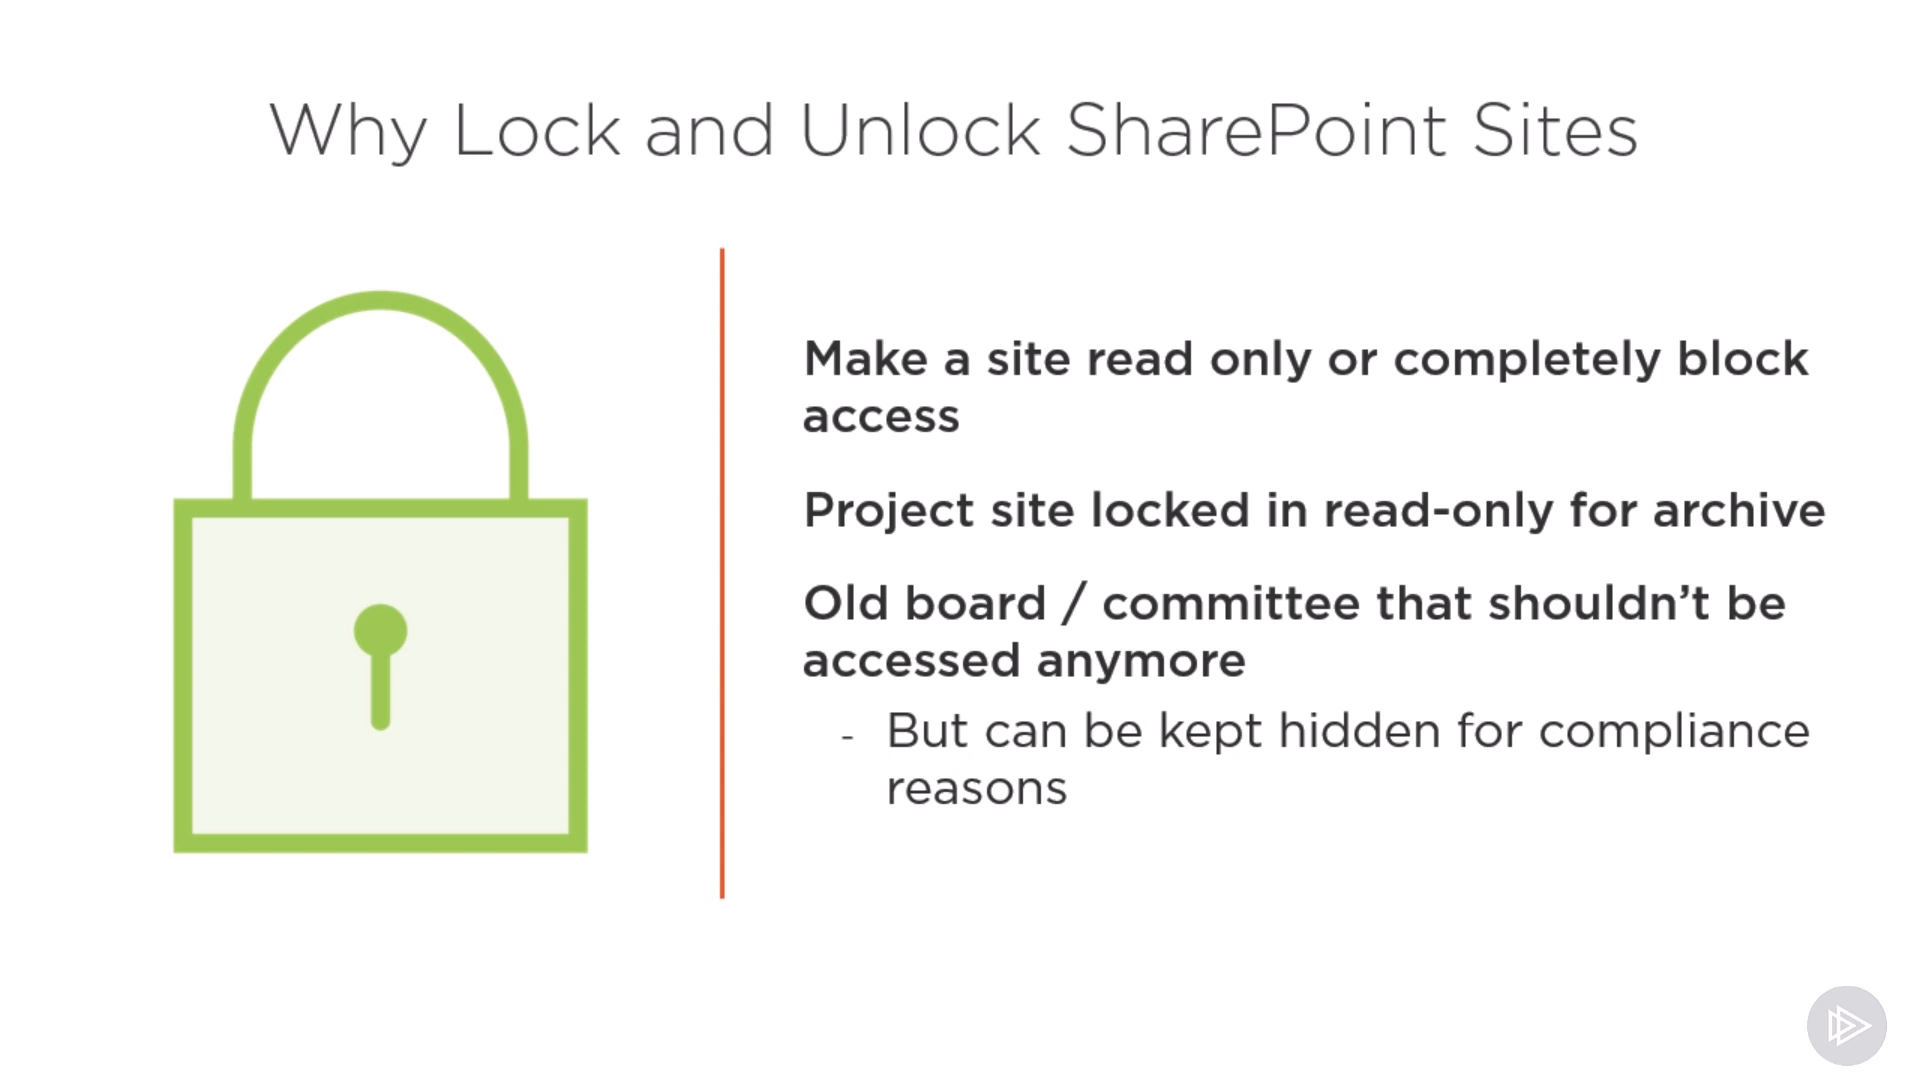 Why Lock and Unlock SharePoint Sites
Make a site read only or completely block
access
Project site locked in read-only for archive
Old board / committee that shouldn’t be
accessed anymore
- But can be kept hidden for compliance
reasons